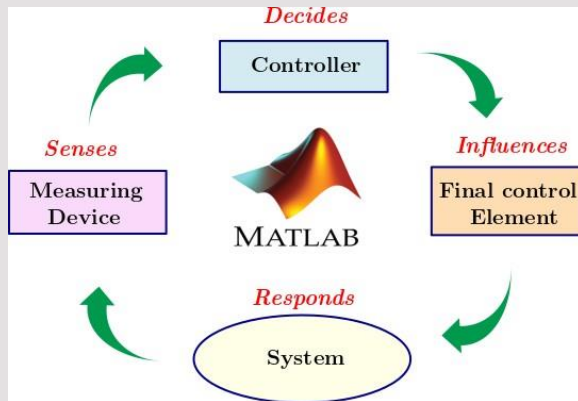 Decides
Controller
Senses
Influences
Measuring
Device
MATLAB
Final control
Element
Responds
System